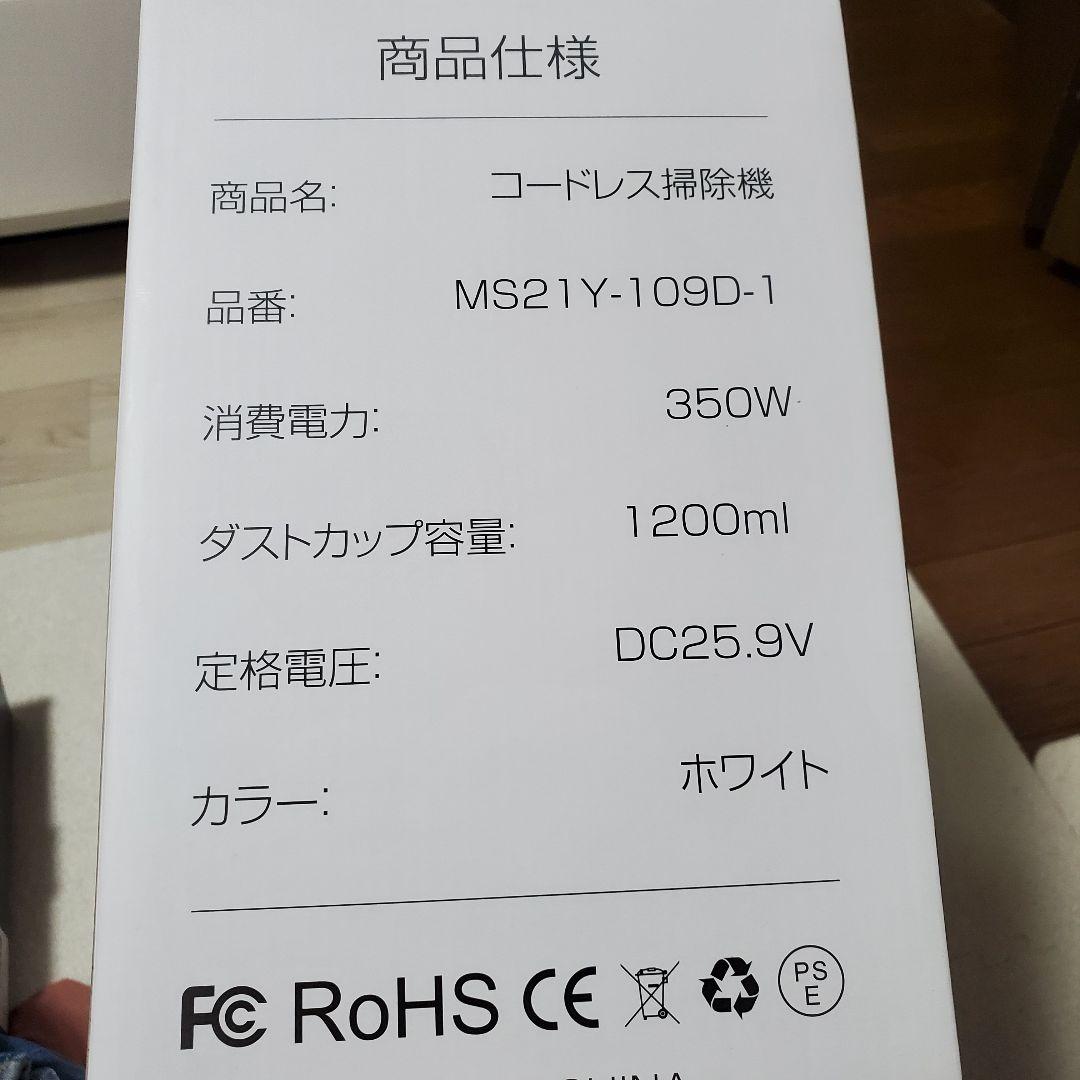 商品仕様
商品名: コードレス掃除機
品番: MS21Y-109D-1
消費電力: 350W
ダストカップ容量: 1200ml
定格電圧: DC25.9V
カラー: ホワイト
FC RoHS CE PSE